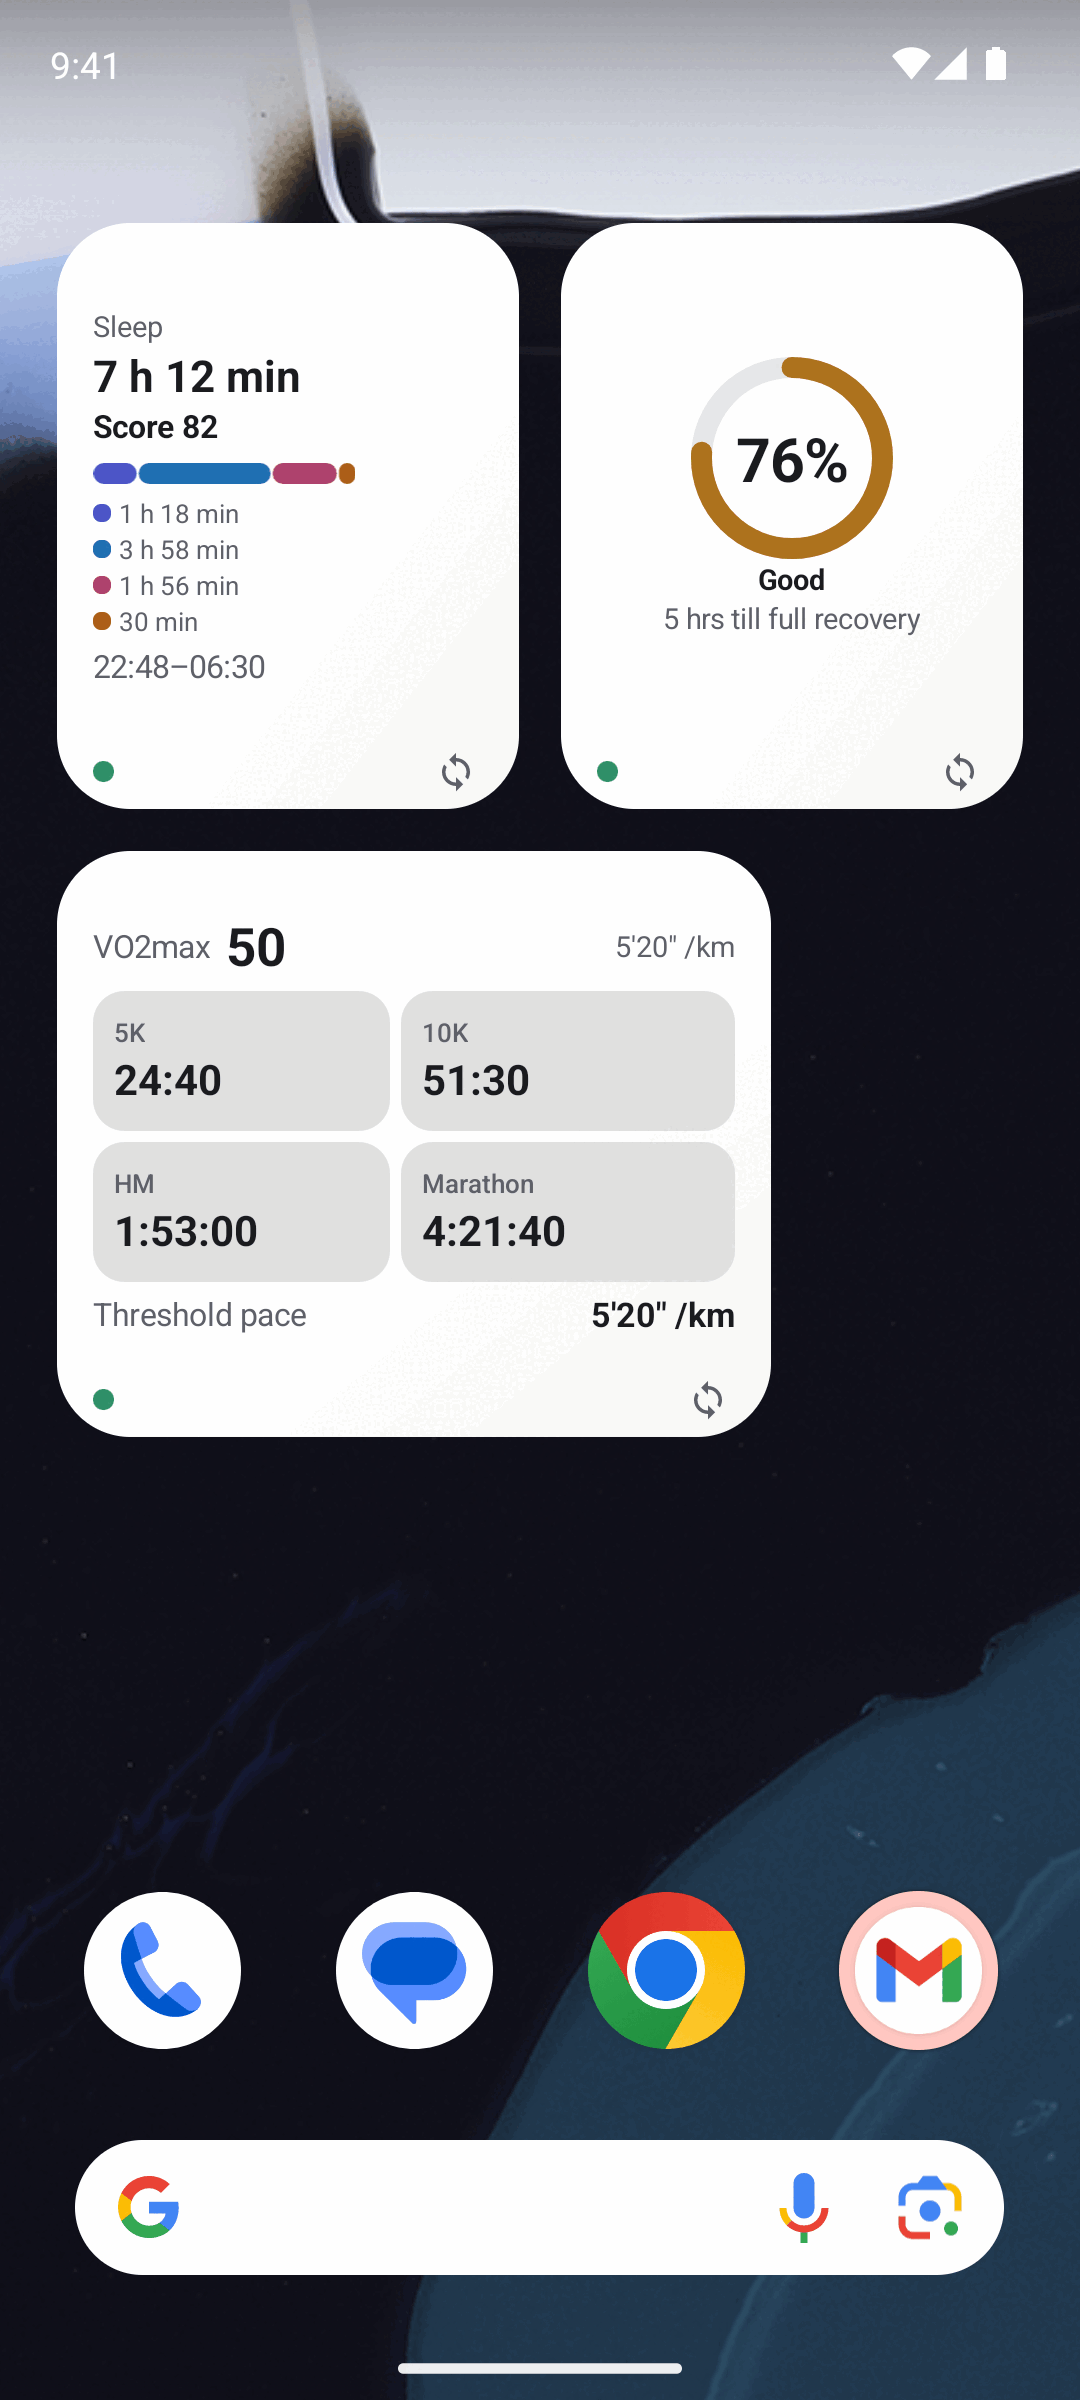 9:41
Sleep
7 h 12 min
Score 82
1 h 18 min
3 h 58 min
1 h 56 min
30 min
22:48–06:30
76%
Good
5 hrs till full recovery
VO2max 50
5'20" /km
5K
24:40
10K
51:30
HM
1:53:00
Marathon
4:21:40
Threshold pace
5'20" /km